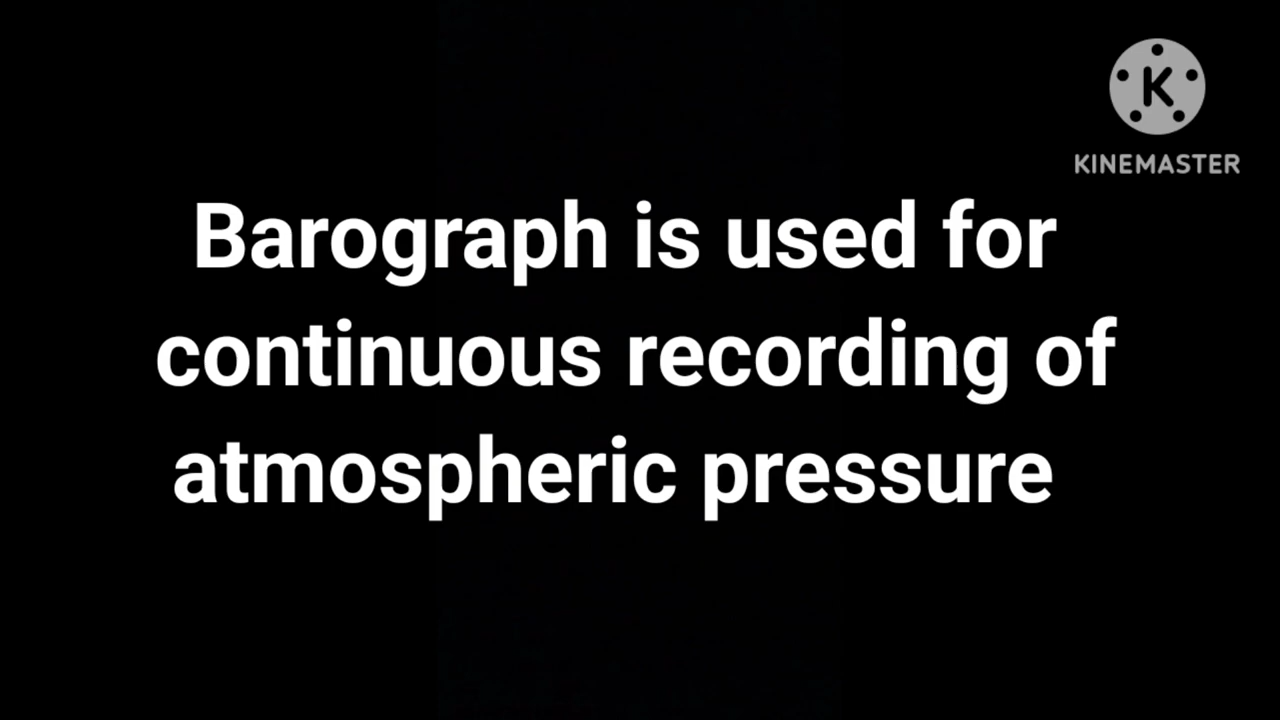 K
KINEMASTER
Barograph is used for
continuous recording of
atmospheric pressure